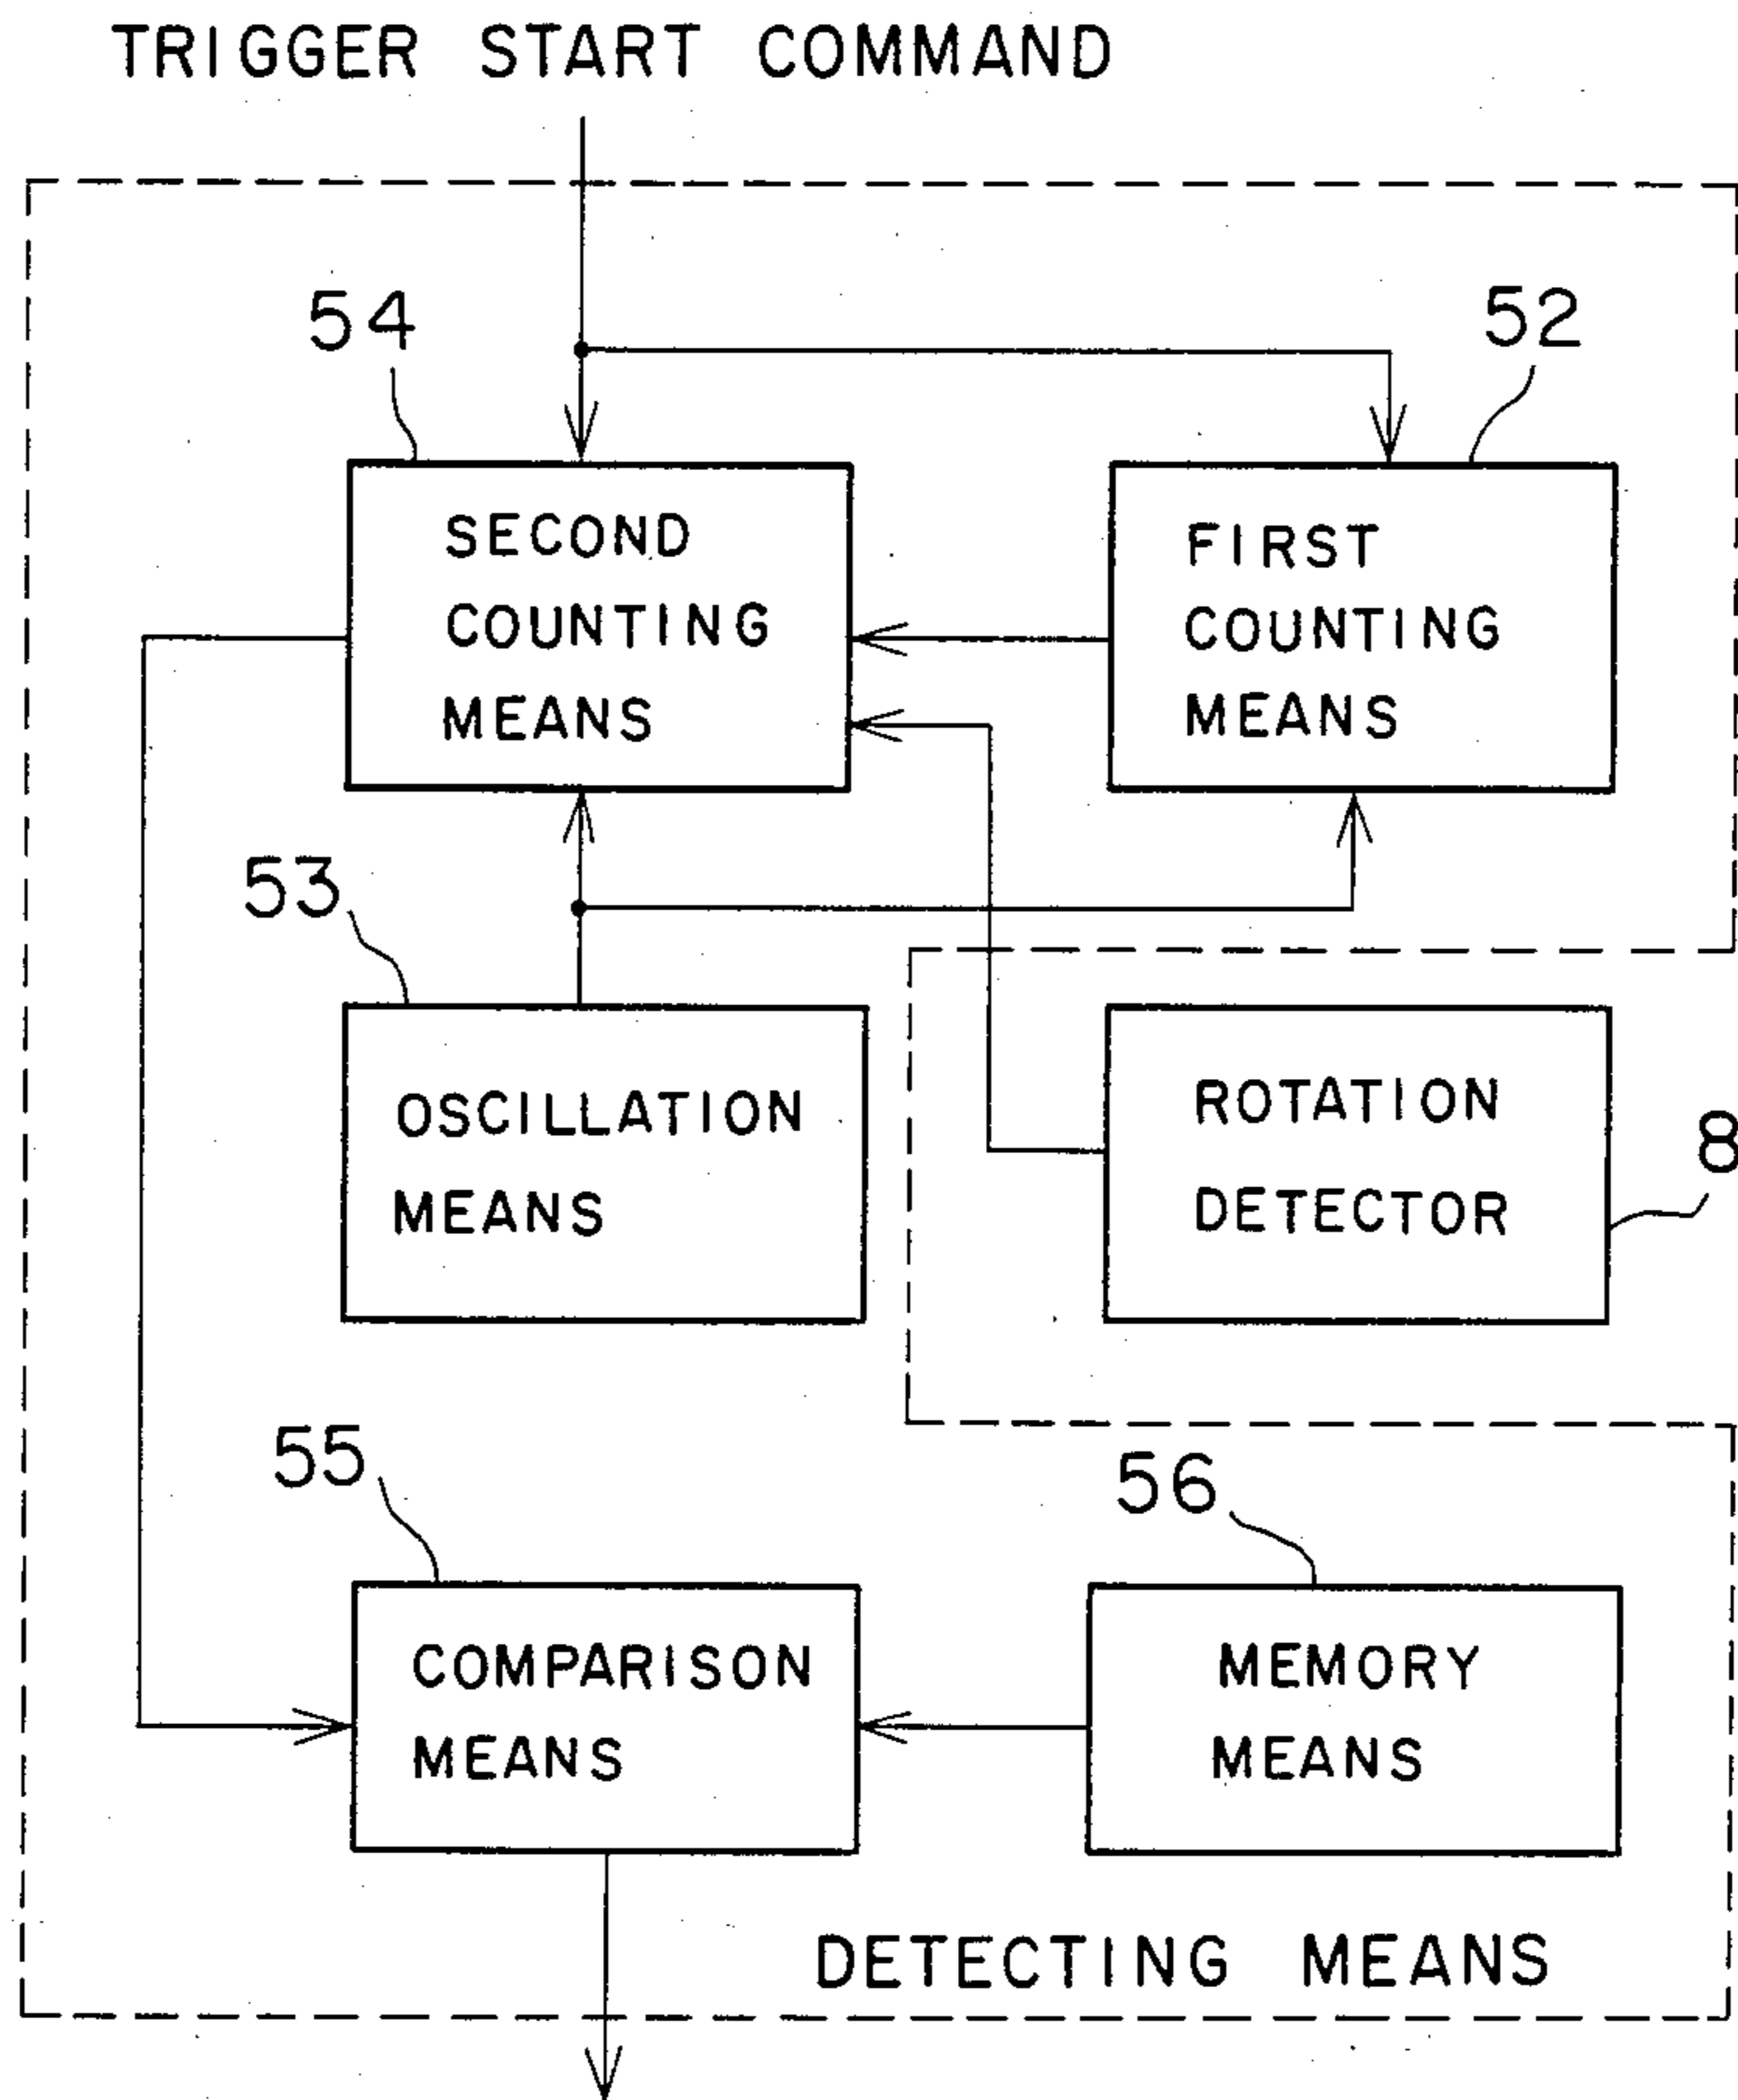 TRIGGER START COMMAND
54
52
SECOND
COUNTING
MEANS
FIRST
COUNTING
MEANS
53
OSCILLATION
MEANS
ROTATION
DETECTOR
8
55
56
COMPARISON
MEANS
MEMORY
MEANS
DETECTING MEANS